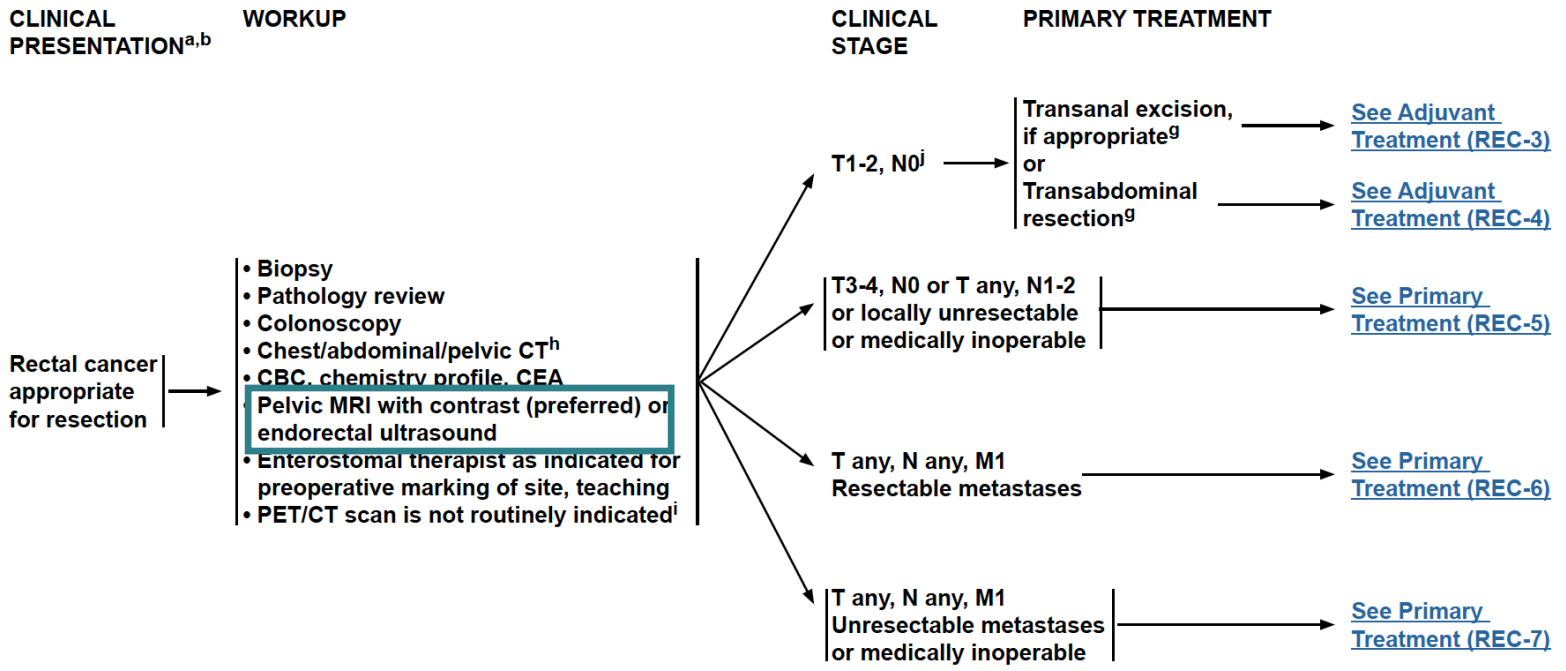 CLINICAL
PRESENTATIONa,b
WORKUP
CLINICAL
STAGE
PRIMARY TREATMENT
Rectal cancer
appropriate
for resection
• Biopsy
• Pathology review
• Colonoscopy
• Chest/abdominal/pelvic CTh
• CBC, chemistry profile, CEA
Pelvic MRI with contrast (preferred) or
endorectal ultrasound
• Enterostomal therapist as indicated for
preoperative marking of site, teaching
• PET/CT scan is not routinely indicatedi
T1-2, N0j
Transanal excision,
if appropriateg
or
Transabdominal
resectiong
See Adjuvant
Treatment (REC-3)
See Adjuvant
Treatment (REC-4)
T3-4, N0 or T any, N1-2
or locally unresectable
or medically inoperable
See Primary
Treatment (REC-5)
T any, N any, M1
Resectable metastases
See Primary
Treatment (REC-6)
T any, N any, M1
Unresectable metastases
or medically inoperable
See Primary
Treatment (REC-7)